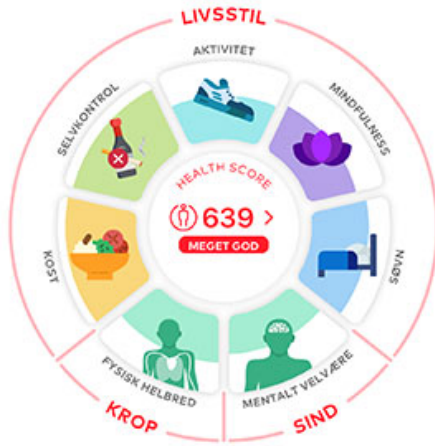 LIVSSTIL
AKTIVITET
MINDFULNESS
SELVKONTROL
HEALTH SCORE
639 >
MEGET GOD
KOST
SØVN
FYSISK HELBRED
MENTALT VELVÆRE
KROP
SIND